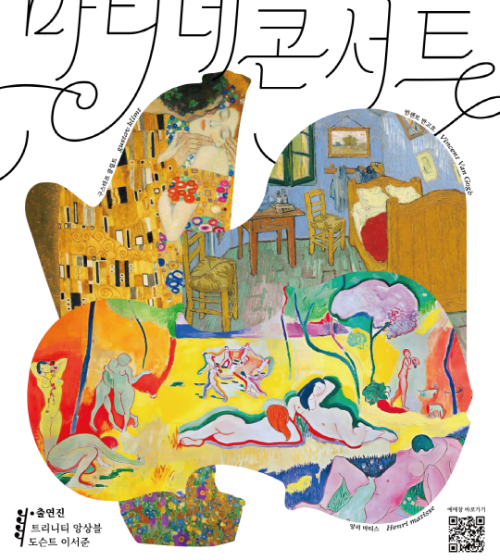 마티네콘서트
구스타프 클림트 gustav klimt
빈센트 반고흐 Vincent Van Gogh
앙리 마티스 Henri matisse
예매창 바로가기
•출연진
트리니티 앙상블
도슨트 이서준